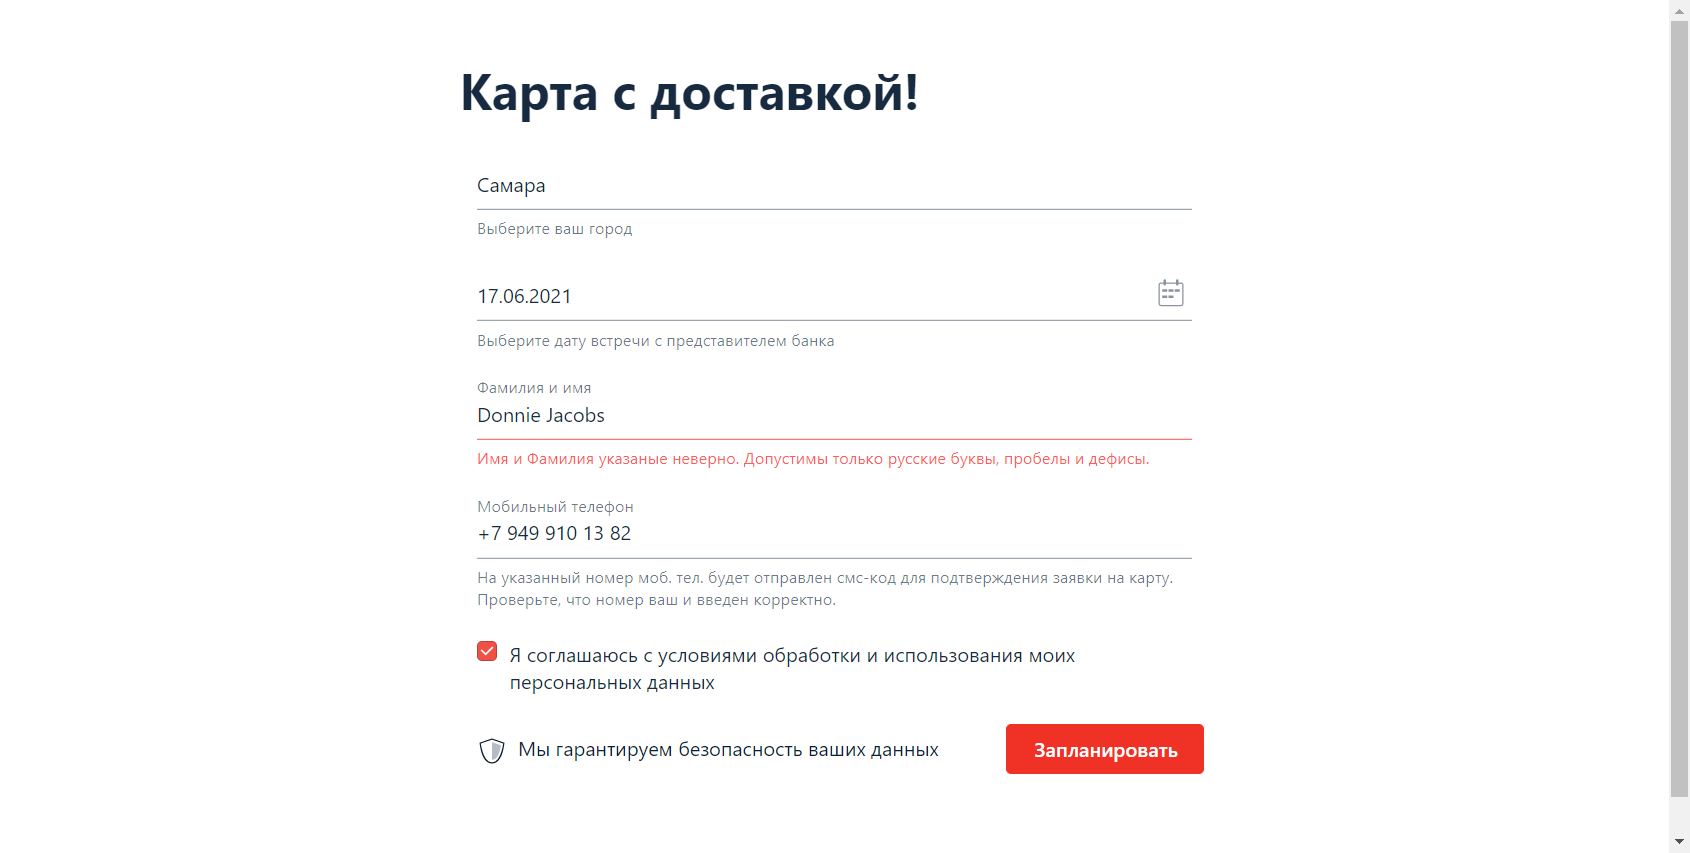 Карта с доставкой!
Самара
Выберите ваш город
17.06.2021
Выберите дату встречи с представителем банка
Фамилия и имя
Donnie Jacobs
Имя и Фамилия указаные неверно. Допустимы только русские буквы, пробелы и дефисы.
Мобильный телефон
+7 949 910 13 82
На указанный номер моб. тел. будет отправлен смс-код для подтверждения заявки на карту.
Проверьте, что номер ваш и введен корректно.
Я соглашаюсь с условиями обработки и использования моих
персональных данных
Мы гарантируем безопасность ваших данных
Запланировать